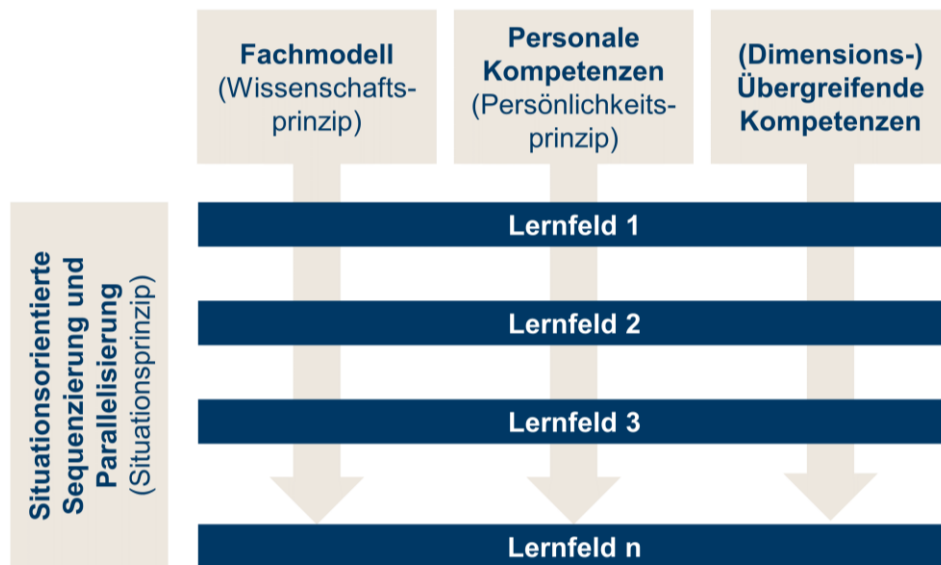 Fachmodell
(Wissenschafts-
prinzip)
Personale
Kompetenzen
(Persönlichkeits-
prinzip)
(Dimensions-)
Übergreifende
Kompetenzen
Situationsorientierte
Sequenzierung und
Parallelisierung
(Situationsprinzip)
Lernfeld 1
Lernfeld 2
Lernfeld 3
Lernfeld n